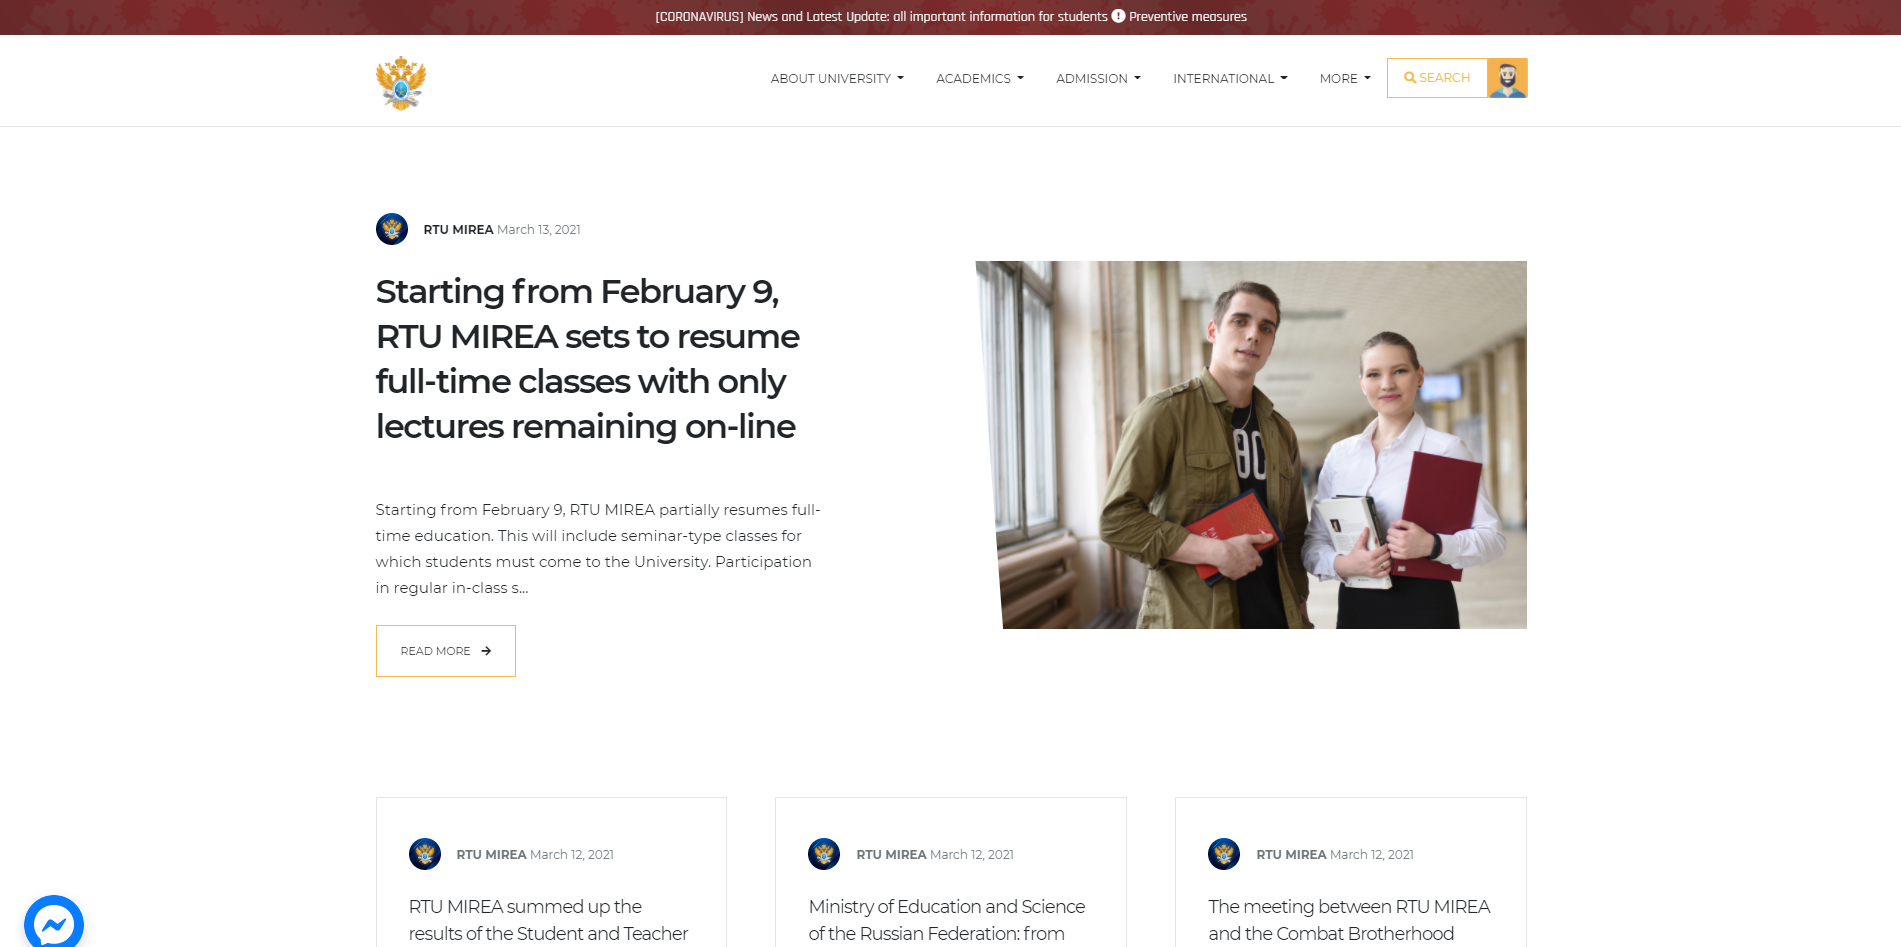 [CORONAVIRUS] News and Latest Update: all important information for students ! Preventive measures
ABOUT UNIVERSITY ACADEMICS ADMISSION INTERNATIONAL MORE SEARCH
RTU MIREA March 13, 2021
Starting from February 9,
RTU MIREA sets to resume
full-time classes with only
lectures remaining on-line
Starting from February 9, RTU MIREA partially resumes full-
time education. This will include seminar-type classes for
which students must come to the University. Participation
in regular in-class s...
READ MORE
RTU MIREA March 12, 2021
RTU MIREA summed up the
results of the Student and Teacher
RTU MIREA March 12, 2021
Ministry of Education and Science
of the Russian Federation: from
RTU MIREA March 12, 2021
The meeting between RTU MIREA
and the Combat Brotherhood